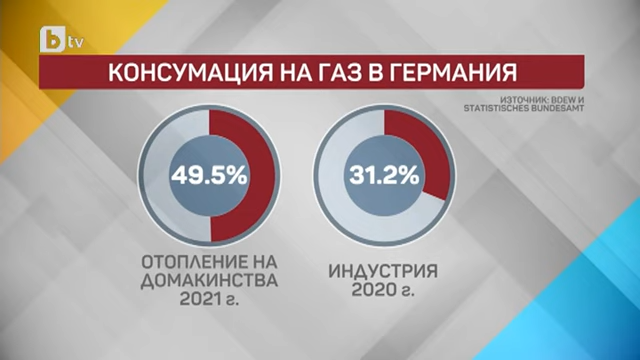 btv
КОНСУМАЦИЯ НА ГАЗ В ГЕРМАНИЯ
ИЗТОЧНИК: BDEW И
STATISTISCHES BUNDESAMT
49.5%
ОТОПЛЕНИЕ НА
ДОМАКИНСТВА
2021 г.
31.2%
ИНДУСТРИЯ
2020 г.